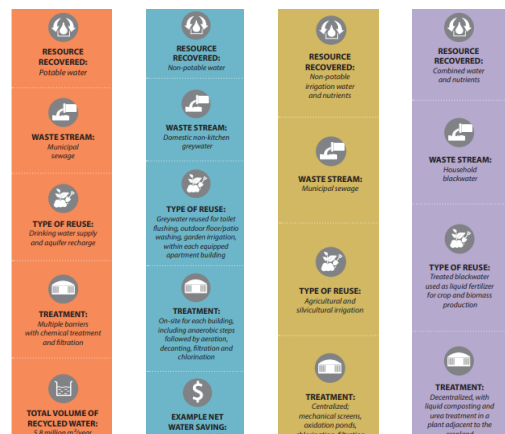 RESOURCE
RECOVERED:
Potable water
WASTE STREAM:
Municipal
sewage
TYPE OF REUSE:
Drinking water supply
and aquifer recharge
TREATMENT:
Multiple barriers
with chemical treatment
and filtration
TOTAL VOLUME OF
RECYCLED WATER:
5.8 million m³/year
RESOURCE
RECOVERED:
Non-potable water
WASTE STREAM:
Domestic non-kitchen
greywater
TYPE OF REUSE:
Greywater reused for toilet
flushing, outdoor floor/patio
washing, garden irrigation,
within each equipped
apartment building
TREATMENT:
On-site for each building,
including anaerobic steps
followed by aeration,
decanting, filtration and
chlorination
$
EXAMPLE NET
WATER SAVING:
RESOURCE
RECOVERED:
Non-potable
irrigation water
and nutrients
WASTE STREAM:
Municipal sewage
TYPE OF REUSE:
Agricultural and
silvicultural irrigation
TREATMENT:
Centralized;
mechanical screens,
oxidation ponds,
chlorination, filtration
RESOURCE
RECOVERED:
Combined water
and nutrients
WASTE STREAM:
Household
blackwater
TYPE OF REUSE:
Treated blackwater
used as liquid fertilizer
for crop and biomass
production
TREATMENT:
Decentralized, with
liquid composting and
urea treatment in a
plant adjacent to the